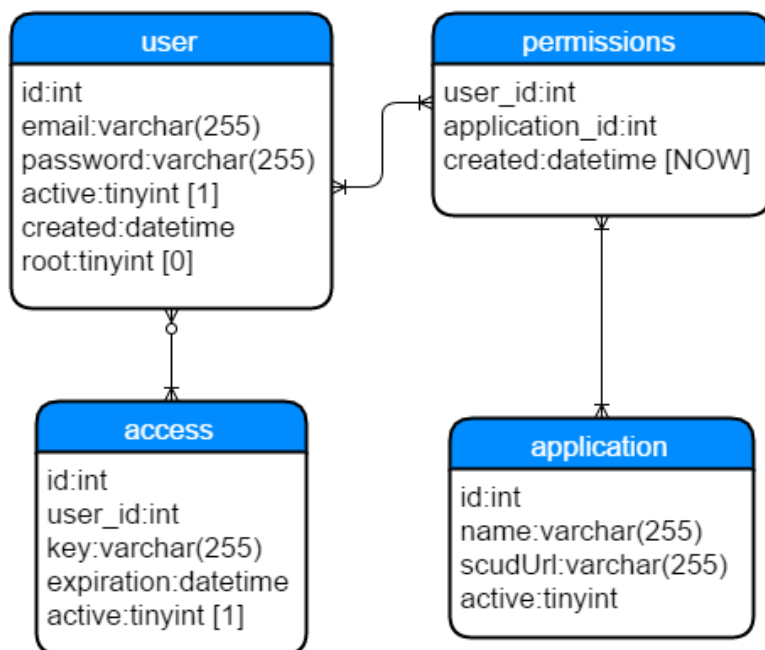 user
id:int
email:varchar(255)
password:varchar(255)
active:tinyint [1]
created:datetime
root:tinyint [0]
permissions
user_id:int
application_id:int
created:datetime [NOW]
access
id:int
user_id:int
key:varchar(255)
expiration:datetime
active:tinyint [1]
application
id:int
name:varchar(255)
scudUrl:varchar(255)
active:tinyint